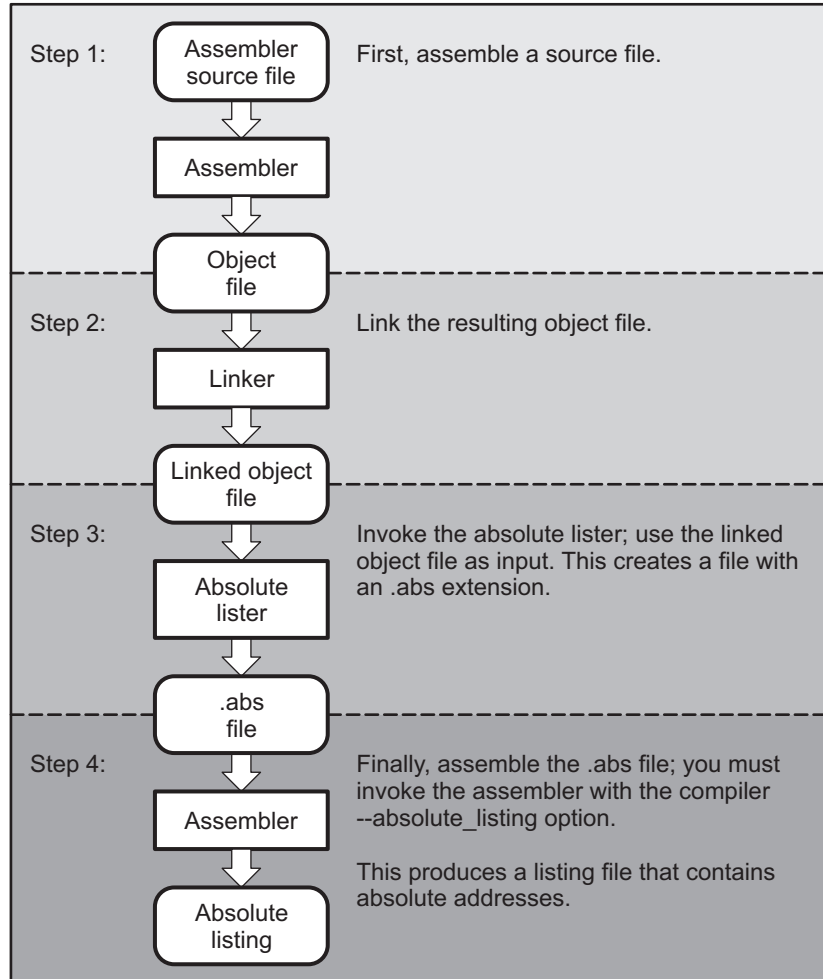 Step 1:
Assembler
source file
First, assemble a source file.
Assembler
Object
file
Step 2:
Link the resulting object file.
Linker
Linked object
file
Step 3:
Invoke the absolute lister; use the linked
object file as input. This creates a file with
an .abs extension.
Absolute
lister
.abs
file
Step 4:
Finally, assemble the .abs file; you must
invoke the assembler with the compiler
--absolute_listing option.
Assembler
This produces a listing file that contains
absolute addresses.
Absolute
listing